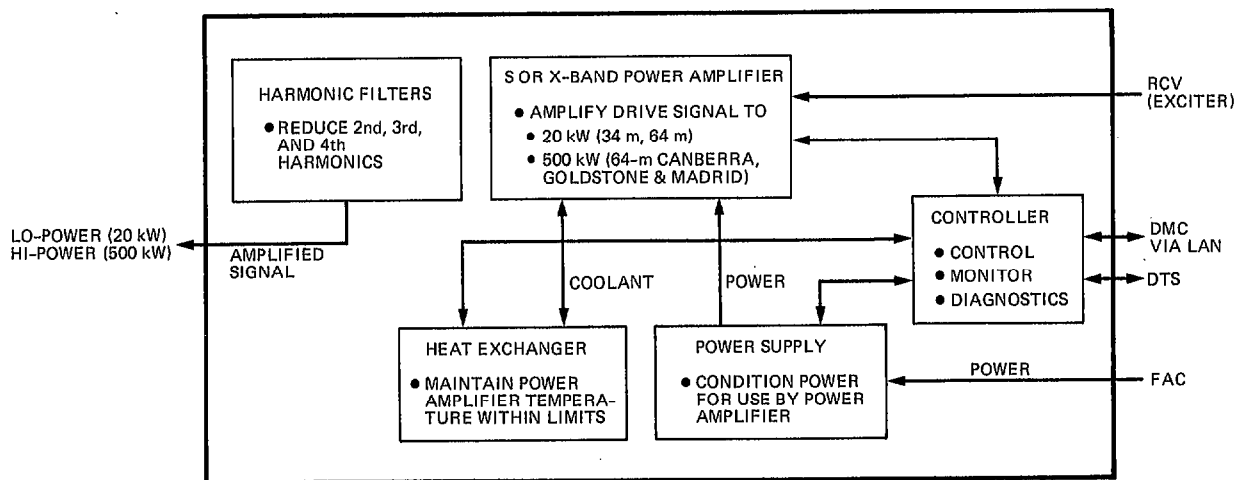 HARMONIC FILTERS
● REDUCE 2nd, 3rd,
AND 4th
HARMONICS
S OR X-BAND POWER AMPLIFIER
● AMPLIFY DRIVE SIGNAL TO
● 20 kW (34 m, 64 m)
● 500 kW (64-m CANBERRA,
GOLDSTONE & MADRID)
RCV
(EXCITER)
CONTROLLER
● CONTROL
● MONITOR
● DIAGNOSTICS
DMC
VIA LAN
DTS
LO-POWER (20 kW)
HI-POWER (500 kW)
AMPLIFIED
SIGNAL
COOLANT
POWER
HEAT EXCHANGER
● MAINTAIN POWER
AMPLIFIER TEMPERA-
TURE WITHIN LIMITS
POWER SUPPLY
● CONDITION POWER
FOR USE BY POWER
AMPLIFIER
POWER
FAC